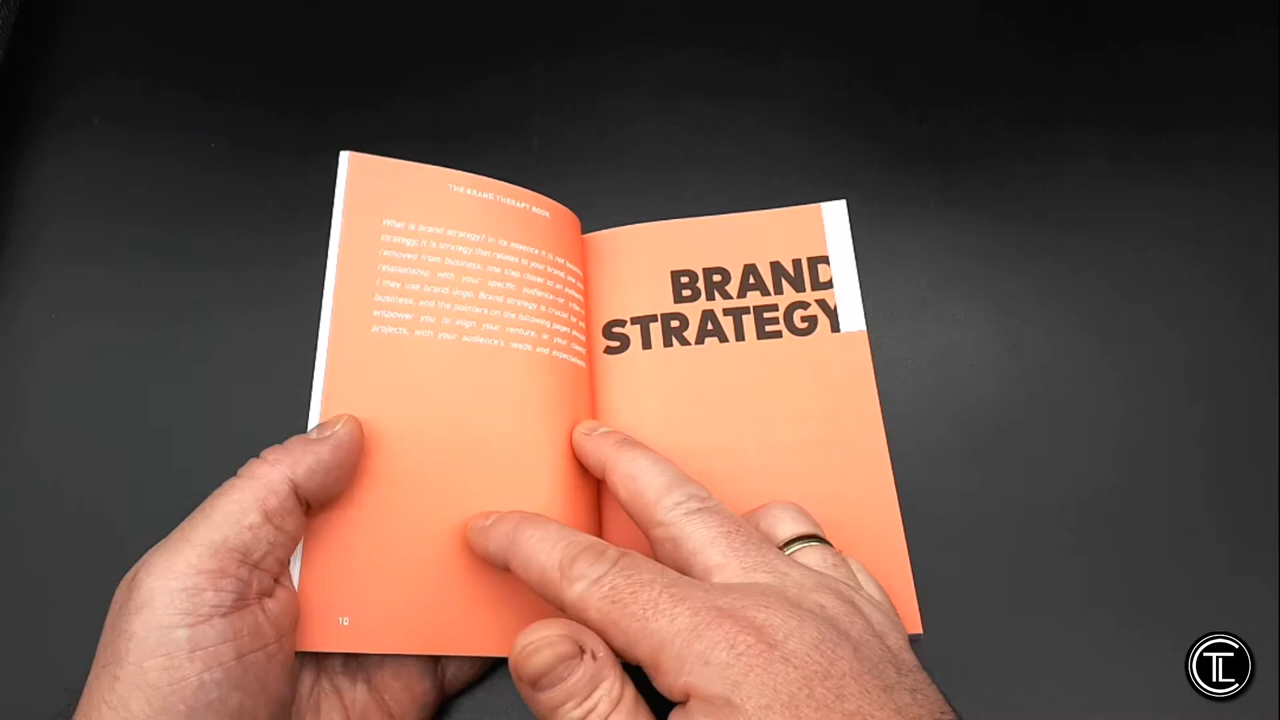 THE BRAND THERAPY BOOK
What is brand strategy? In its essence it is not
strategy; it is strategy that relates to your brand, one
removed from business, one step closer to an
relationship with your specific audience—or
I may use brand lingo. Brand strategy is crucial for
business, and the pointers on the following pages
empower you to align your venture, or your
projects, with your audience's needs and
10
BRAND
STRATEGY
TLC